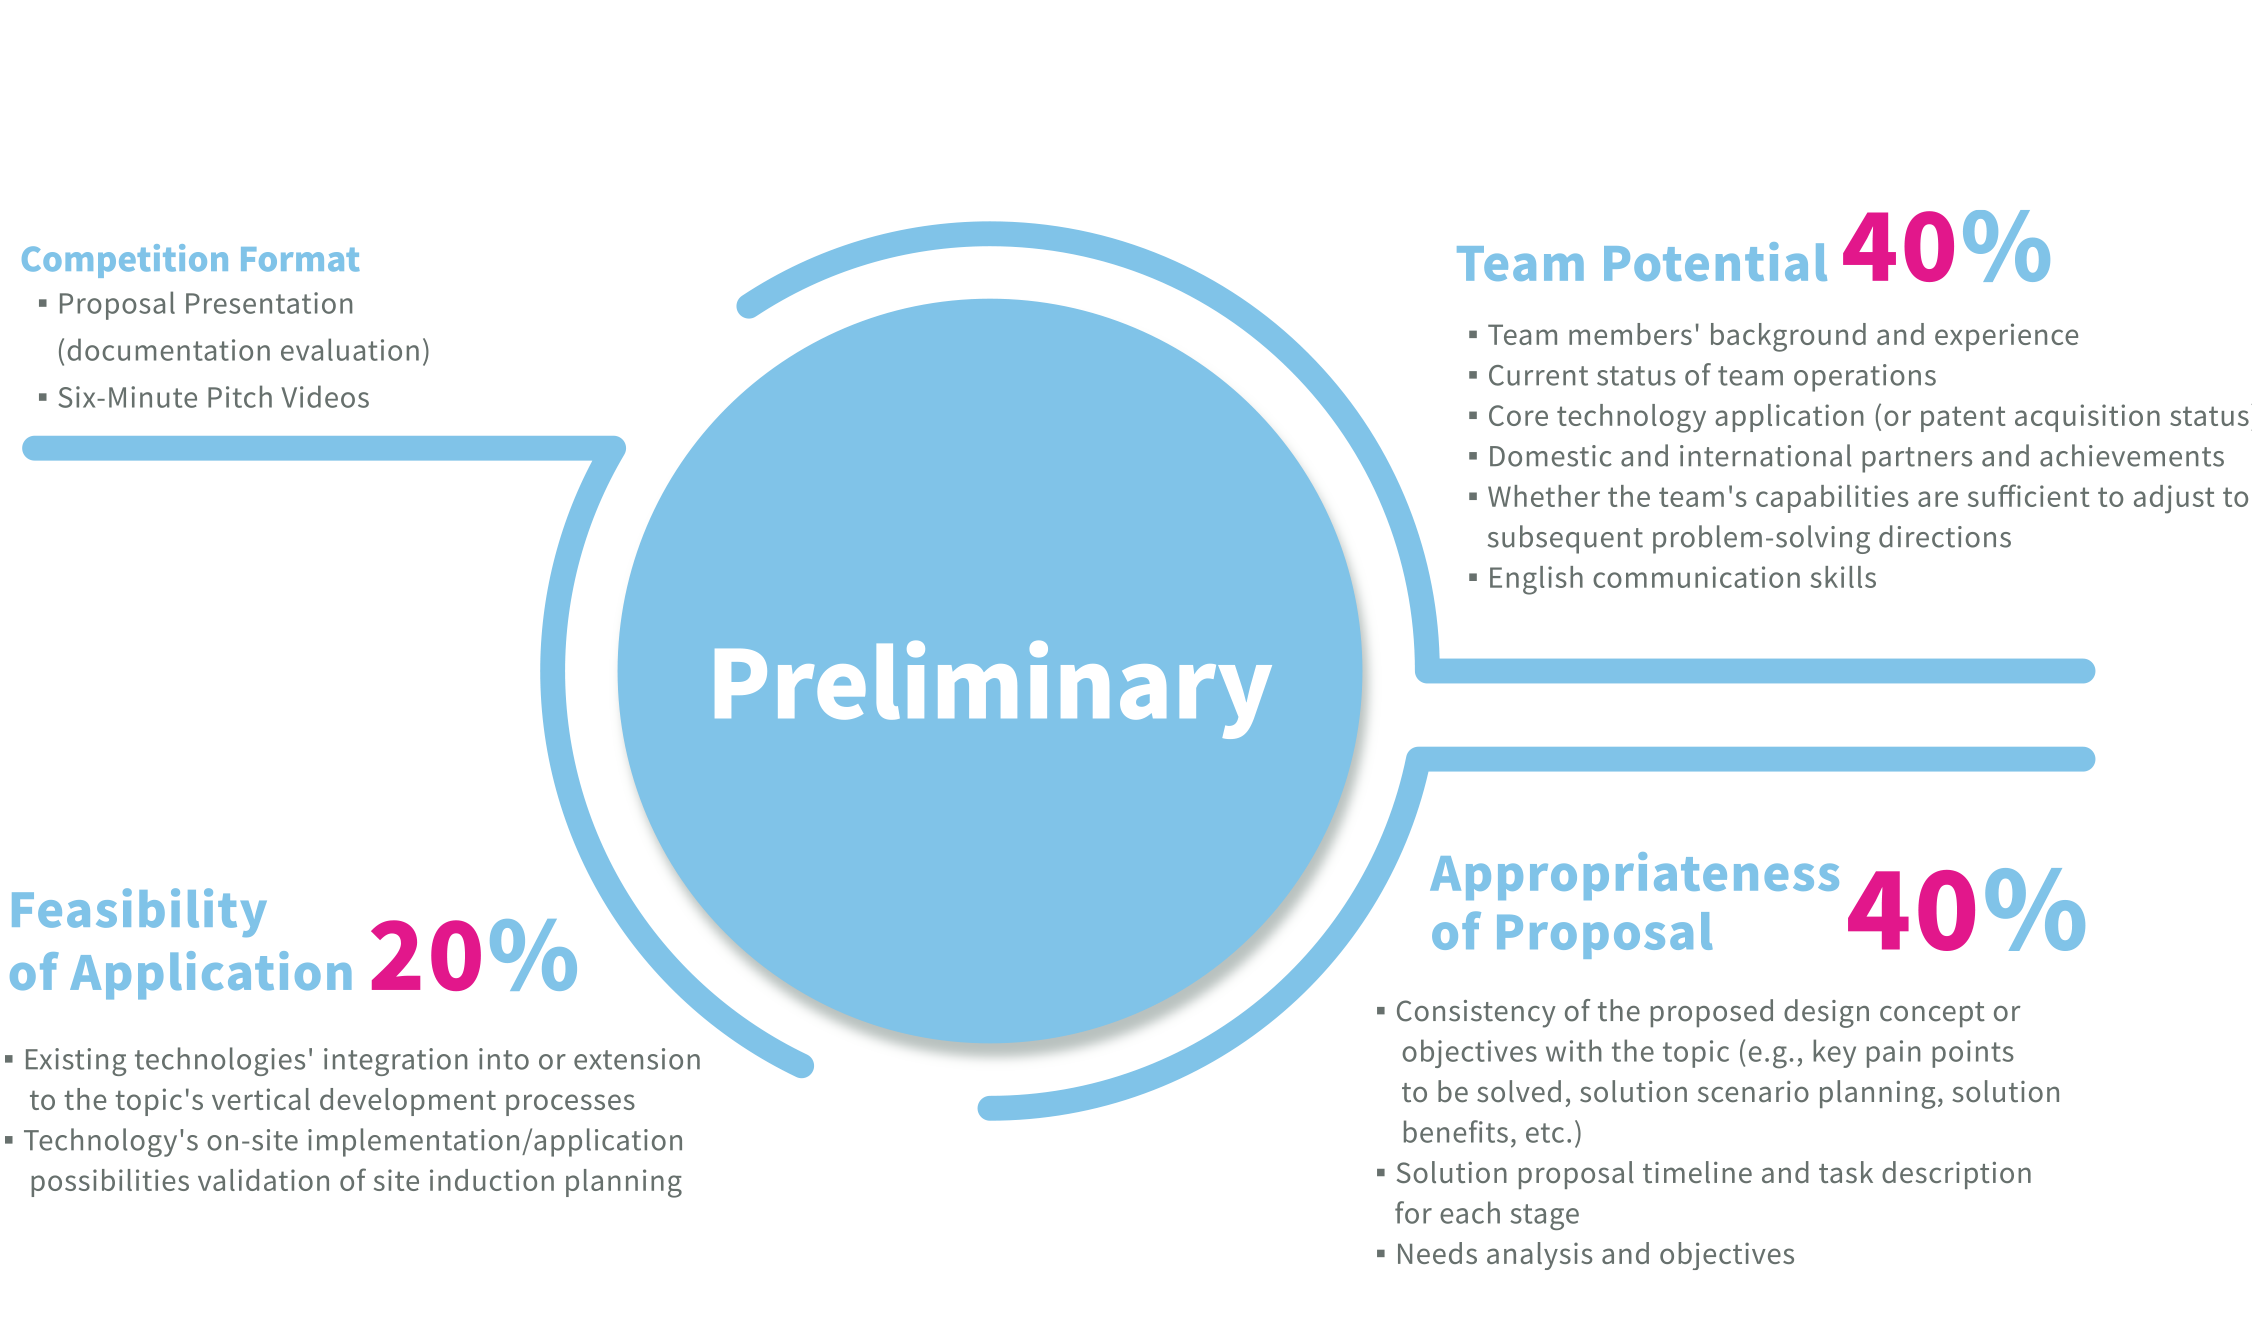 Competition Format
▪ Proposal Presentation
(documentation evaluation)
▪ Six-Minute Pitch Videos
Preliminary
Team Potential 40%
▪ Team members' background and experience
▪ Current status of team operations
▪ Core technology application (or patent acquisition status)
▪ Domestic and international partners and achievements
▪ Whether the team's capabilities are sufficient to adjust to
subsequent problem-solving directions
▪ English communication skills
Feasibility
of Application 20%
▪ Existing technologies' integration into or extension
to the topic's vertical development processes
▪ Technology's on-site implementation/application
possibilities validation of site induction planning
Appropriateness
of Proposal 40%
▪ Consistency of the proposed design concept or
objectives with the topic (e.g., key pain points
to be solved, solution scenario planning, solution
benefits, etc.)
▪ Solution proposal timeline and task description
for each stage
▪ Needs analysis and objectives